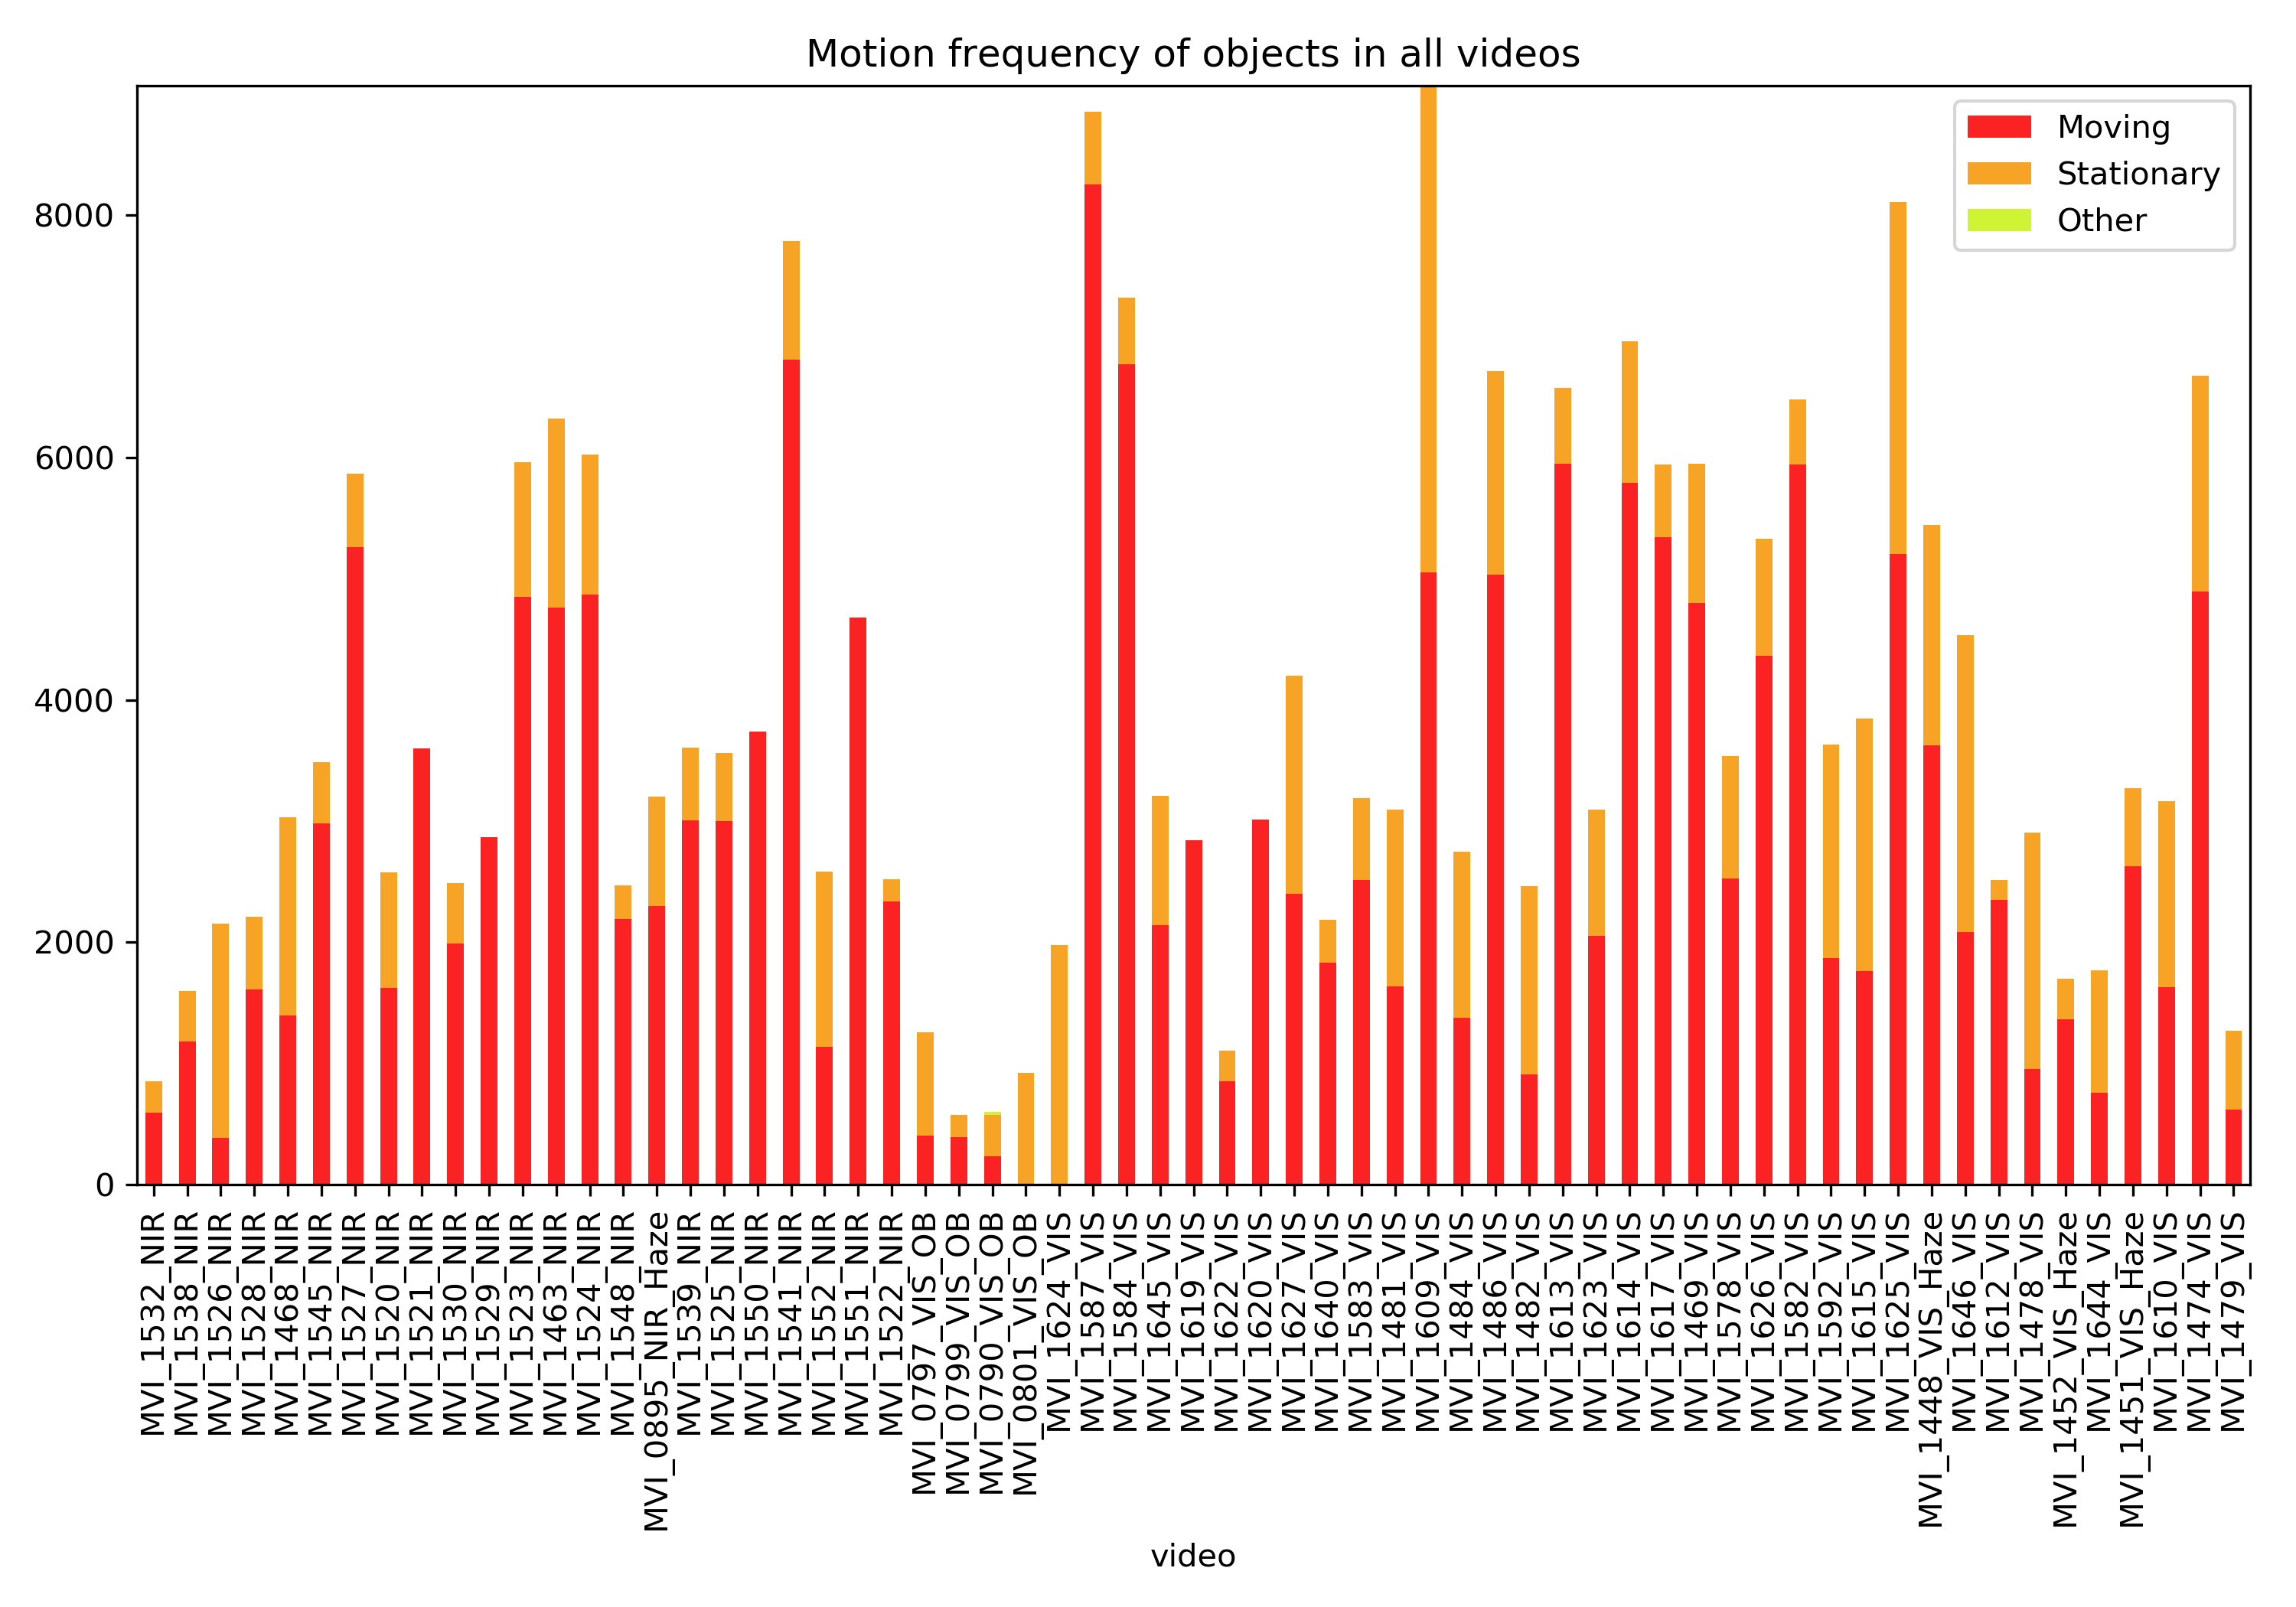 Motion frequency of objects in all videos
Moving
Stationary
Other
8000
6000
4000
2000
0
MVI_1532_NIR
MVI_1538_NIR
MVI_1526_NIR
MVI_1528_NIR
MVI_1468_NIR
MVI_1545_NIR
MVI_1527_NIR
MVI_1520_NIR
MVI_1521_NIR
MVI_1530_NIR
MVI_1529_NIR
MVI_1523_NIR
MVI_1463_NIR
MVI_1524_NIR
MVI_1548_NIR
MVI_0895_NIR_Haze
MVI_1539_NIR
MVI_1525_NIR
MVI_1550_NIR
MVI_1541_NIR
MVI_1552_NIR
MVI_1551_NIR
MVI_1522_NIR
MVI_0797_VIS_OB
MVI_0799_VIS_OB
MVI_0790_VIS_OB
MVI_0801_VIS_OB
MVI_1624_VIS
MVI_1587_VIS
MVI_1584_VIS
MVI_1645_VIS
MVI_1619_VIS
MVI_1622_VIS
MVI_1620_VIS
MVI_1627_VIS
MVI_1640_VIS
MVI_1583_VIS
MVI_1481_VIS
MVI_1609_VIS
MVI_1484_VIS
MVI_1486_VIS
MVI_1482_VIS
MVI_1613_VIS
MVI_1623_VIS
MVI_1614_VIS
MVI_1617_VIS
MVI_1469_VIS
MVI_1578_VIS
MVI_1626_VIS
MVI_1582_VIS
MVI_1592_VIS
MVI_1615_VIS
MVI_1625_VIS
MVI_1448_VIS_Haze
MVI_1646_VIS
MVI_1612_VIS
MVI_1478_VIS
MVI_1452_VIS_Haze
MVI_1644_VIS
MVI_1451_VIS_Haze
MVI_1610_VIS
MVI_1474_VIS
MVI_1479_VIS
video